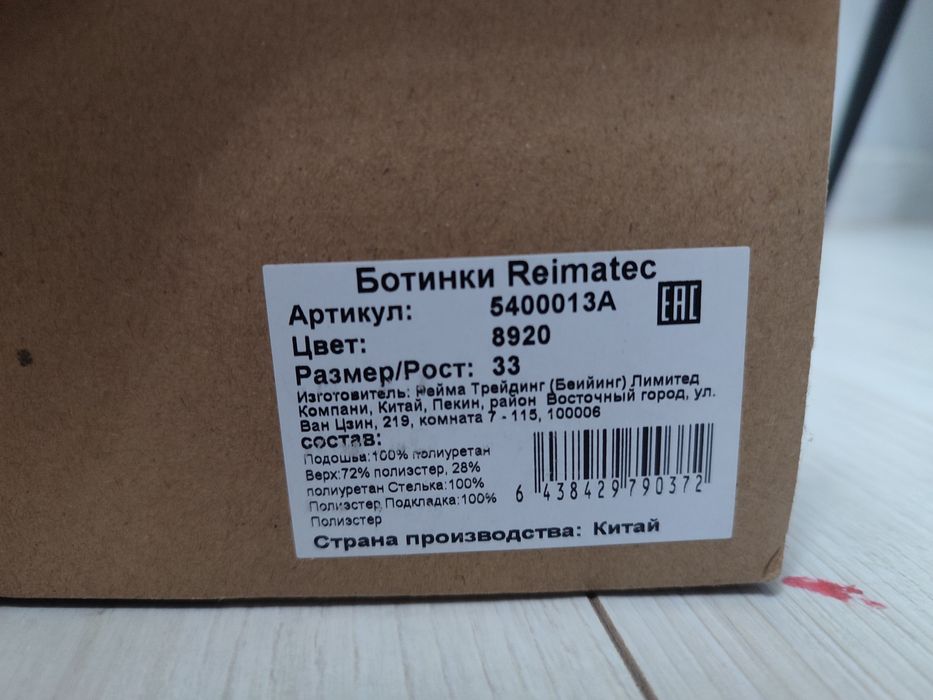 Ботинки Reimatec
Артикул: 5400013A
EAC
Цвет: 8920
Размер/Рост: 33
Изготовитель: Рейма Трейдинг (Бейийинг) Лимитед
Компани, Китай, Пекин, район Восточный город, ул.
Ван Цзин, 219, комната 7 - 115, 100006
состав:
Подошва:100% полиуретан
Верх:72% полиэстер, 28%
полиуретан Стелька:100%
Полиэстер Подкладка:100%
Полиэстер
6 438429 790372
Страна производства: Китай